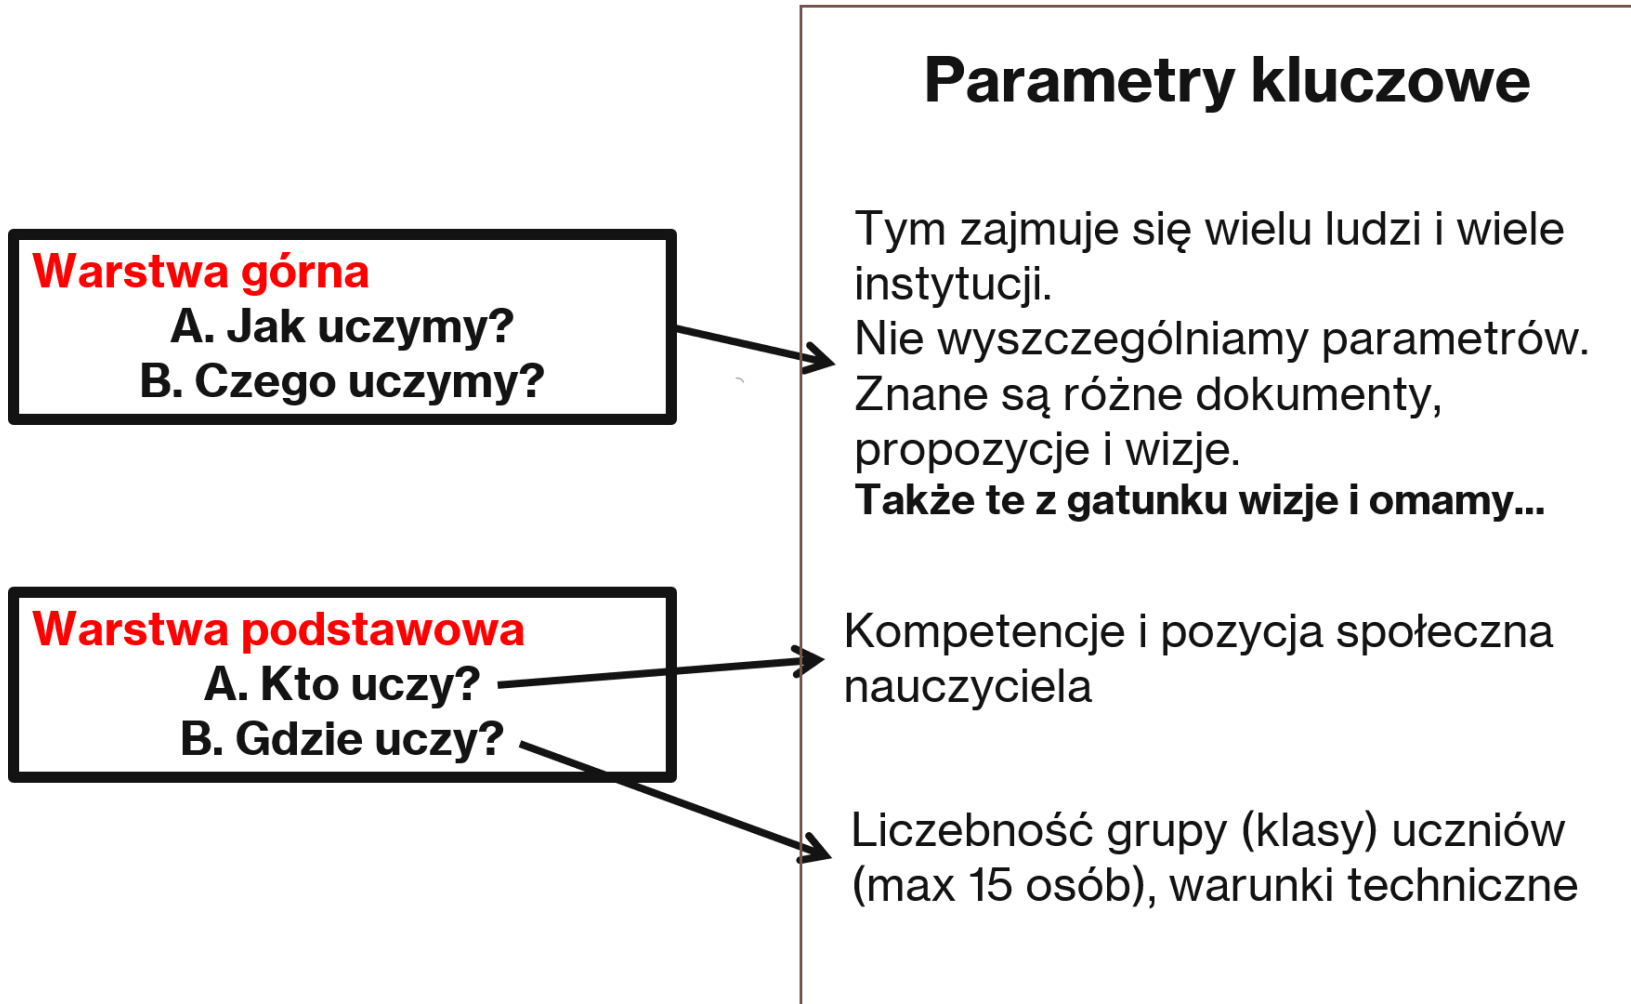 Parametry kluczowe
Warstwa górna
A. Jak uczymy?
B. Czego uczymy?
Tym zajmuje się wielu ludzi i wiele
instytucji.
Nie wyszczególniamy parametrów.
Znane są różne dokumenty,
propozycje i wizje.
Także te z gatunku wizje i omamy...
Warstwa podstawowa
A. Kto uczy?
B. Gdzie uczy?
Kompetencje i pozycja społeczna
nauczyciela
Liczebność grupy (klasy) uczniów
(max 15 osób), warunki techniczne